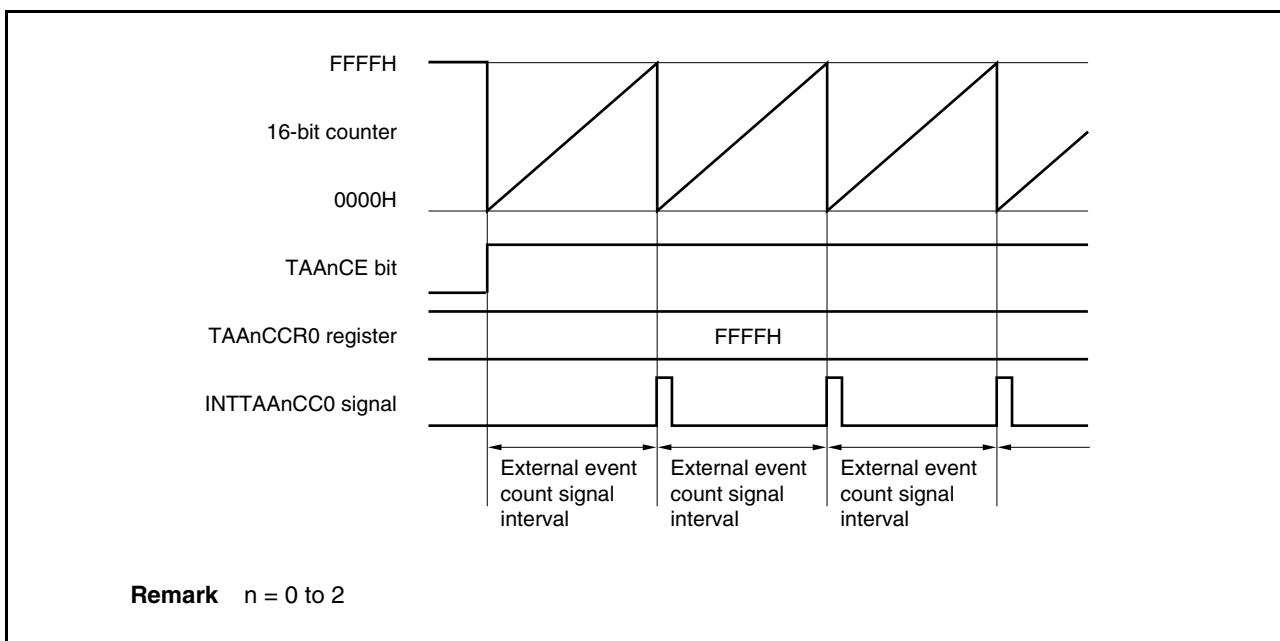 FFFFH
16-bit counter
0000H
TAAnCE bit
TAAnCCR0 register
FFFFH
INTTAAnCC0 signal
External event
count signal
interval
External event
count signal
interval
External event
count signal
interval
Remark n = 0 to 2